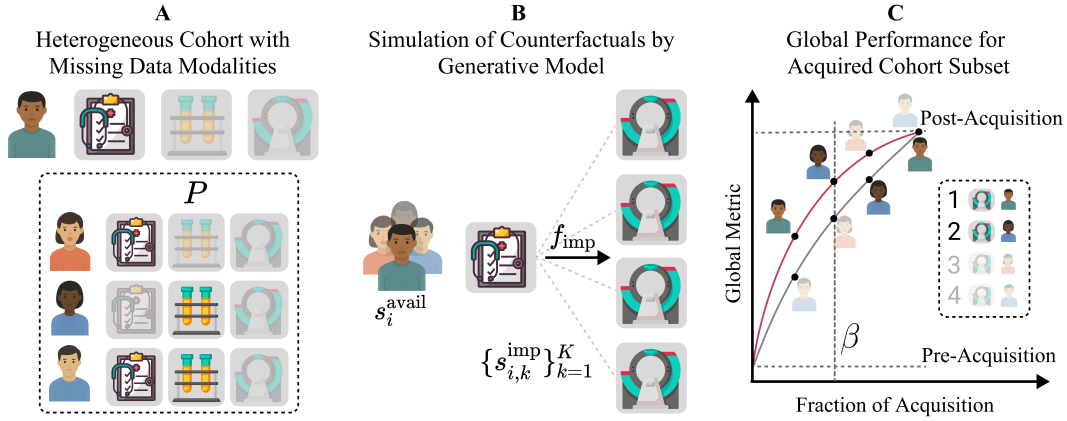 A
Heterogeneous Cohort with
Missing Data Modalities
P
B
Simulation of Counterfactuals by
Generative Model
f_imp
s_i^avail
{s_{i,k}^imp}_{k=1}^K
C
Global Performance for
Acquired Cohort Subset
Post-Acquisition
1
2
3
4
Global Metric
β
Pre-Acquisition
Fraction of Acquisition